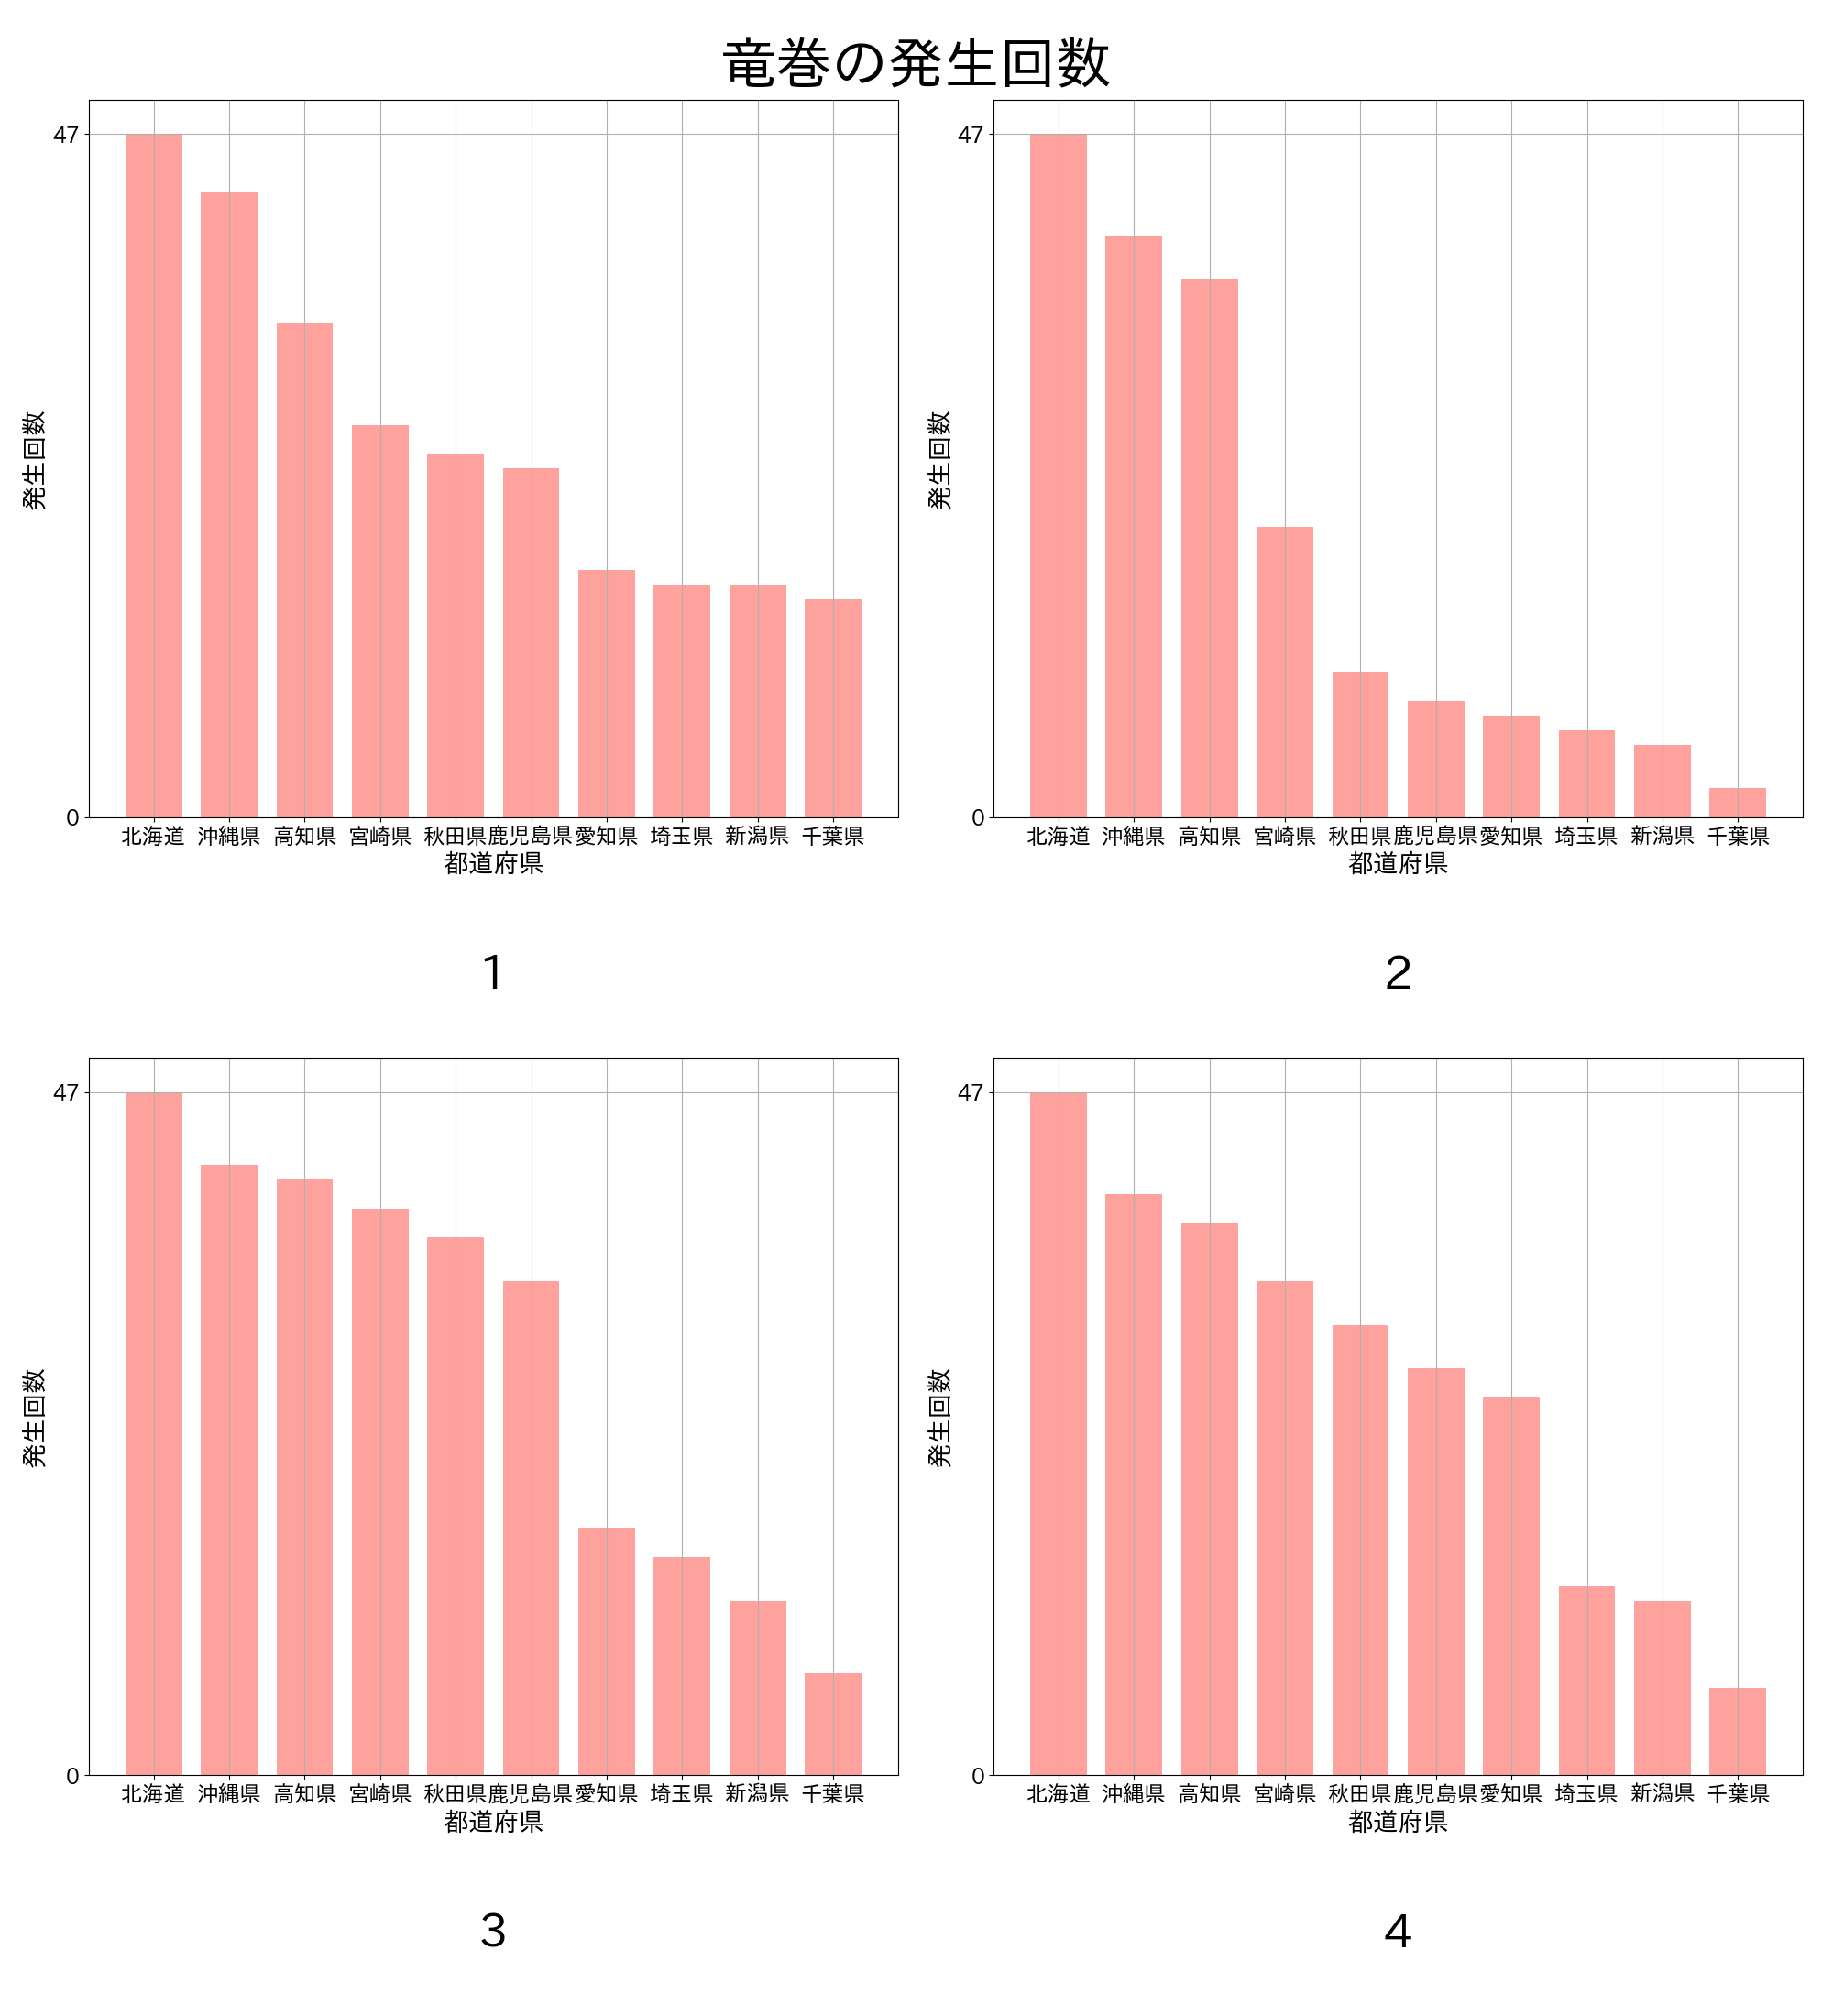 竜巻の発生回数
47
0
発生回数
北海道 沖縄県 高知県 宮崎県 秋田県 鹿児島県 愛知県 埼玉県 新潟県 千葉県
都道府県
1
47
0
発生回数
北海道 沖縄県 高知県 宮崎県 秋田県 鹿児島県 愛知県 埼玉県 新潟県 千葉県
都道府県
2
47
0
発生回数
北海道 沖縄県 高知県 宮崎県 秋田県 鹿児島県 愛知県 埼玉県 新潟県 千葉県
都道府県
3
47
0
発生回数
北海道 沖縄県 高知県 宮崎県 秋田県 鹿児島県 愛知県 埼玉県 新潟県 千葉県
都道府県
4